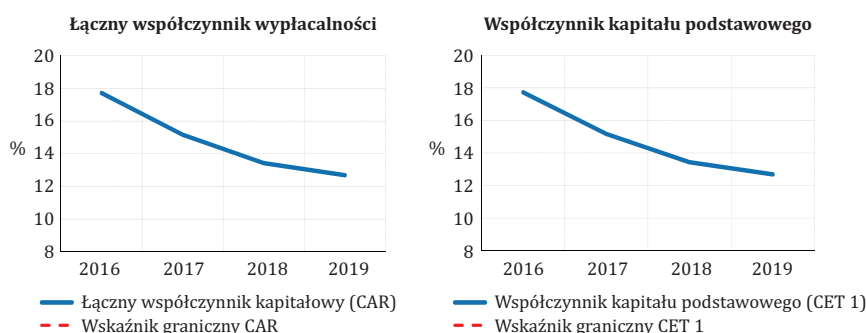 Łączny współczynnik wypłacalności
20
18
16
14
12
10
8
%
2016 2017 2018 2019
Łączny współczynnik kapitałowy (CAR)
Wskaźnik graniczny CAR
Współczynnik kapitału podstawowego
20
18
16
14
12
10
8
%
2016 2017 2018 2019
Współczynnik kapitału podstawowego (CET 1)
Wskaźnik graniczny CET 1